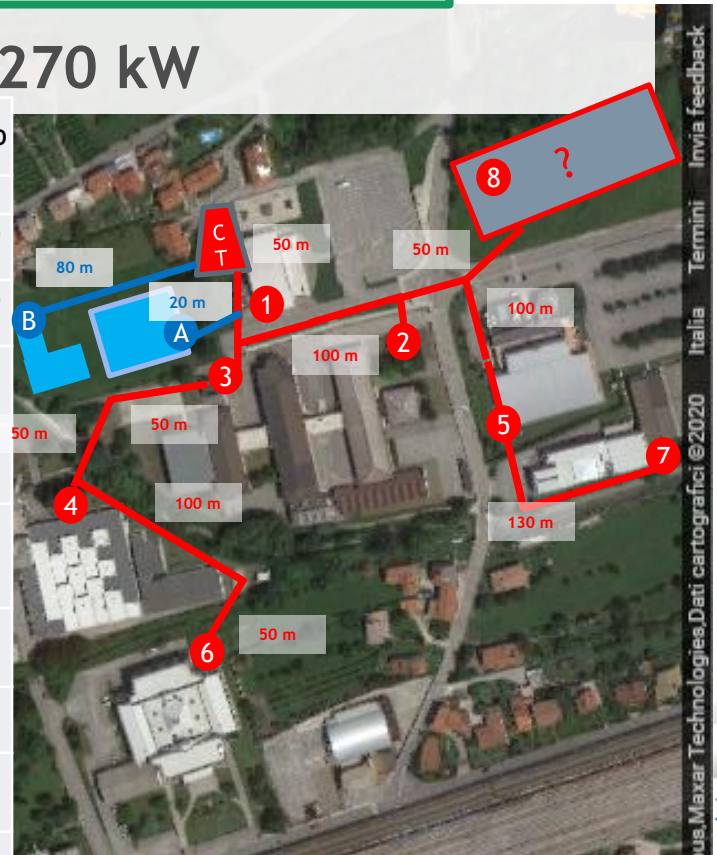 270 kW
8
?
C
T
50 m
50 m
80 m
20 m
1
100 m
B
A
2
100 m
3
50 m
50 m
5
7
4
100 m
130 m
50 m
6
Invia feedback
Termini
Italia
Maxar Technologies,Dati cartografici ©2020